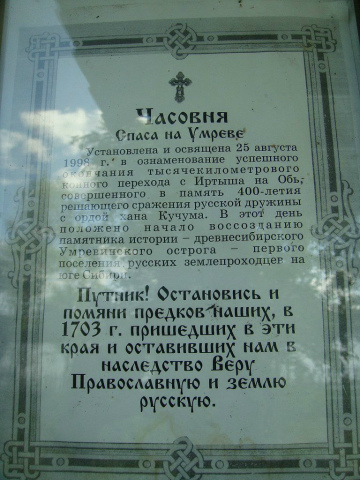 Часовня
Спаса на Умреве
Установлена и освящена 25 августа
1998 г. в ознаменование успешного
окончания тысячекилометрового
конного перехода с Иртыша на Обь,
совершенного в память 400-летия
решающего сражения русской дружины
с ордой хана Кучума. В этот день
положено начало воссозданию
памятника истории – древнесибирского
Умревинского острога – первого
поселения русских землепроходцев на
юге Сибири.
Путник! Остановись и
помяни предков наших, в
1703 г. пришедших в эти
края и оставивших нам в
наследство Веру
Православную и землю
русскую.